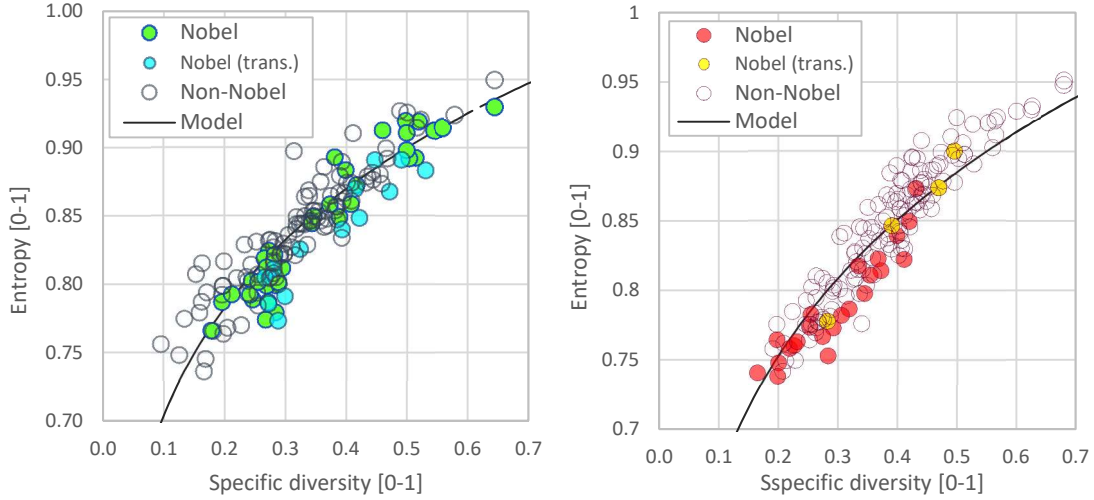 1.00
0.95
0.90
0.85
0.80
0.75
0.70
Entropy [0-1]
Nobel
Nobel (trans.)
Non-Nobel
Model
0.0 0.1 0.2 0.3 0.4 0.5 0.6 0.7
Specific diversity [0-1]
1
0.95
0.9
0.85
0.8
0.75
0.7
Entropy [0-1]
Nobel
Nobel (trans.)
Non-Nobel
Model
0.0 0.1 0.2 0.3 0.4 0.5 0.6 0.7
Sspecific diversity [0-1]